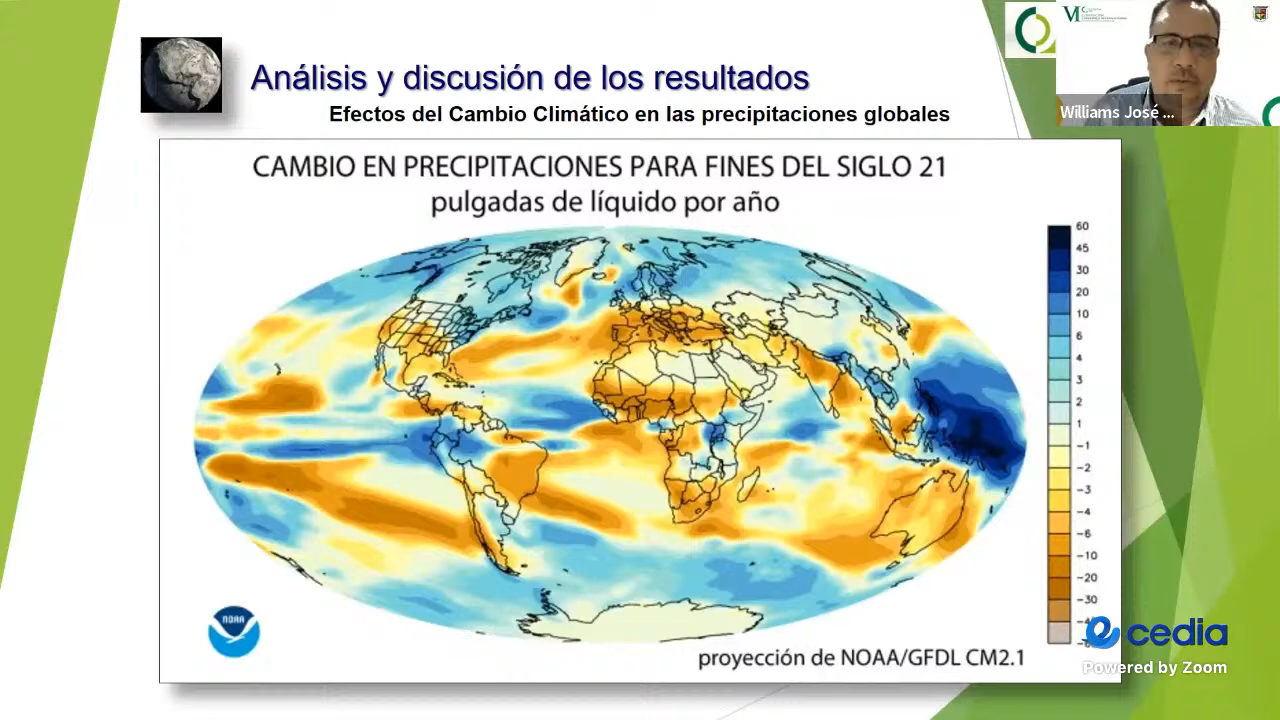 Análisis y discusión de los resultados
Efectos del Cambio Climático en las precipitaciones globales
Williams José ...
CAMBIO EN PRECIPITACIONES PARA FINES DEL SIGLO 21
pulgadas de líquido por año
60
45
30
20
10
6
4
3
2
1
−1
−2
−3
−4
−6
−10
−20
−30
NOAA
proyección de NOAA/GFDL CM2.1
cedia
Powered by Zoom